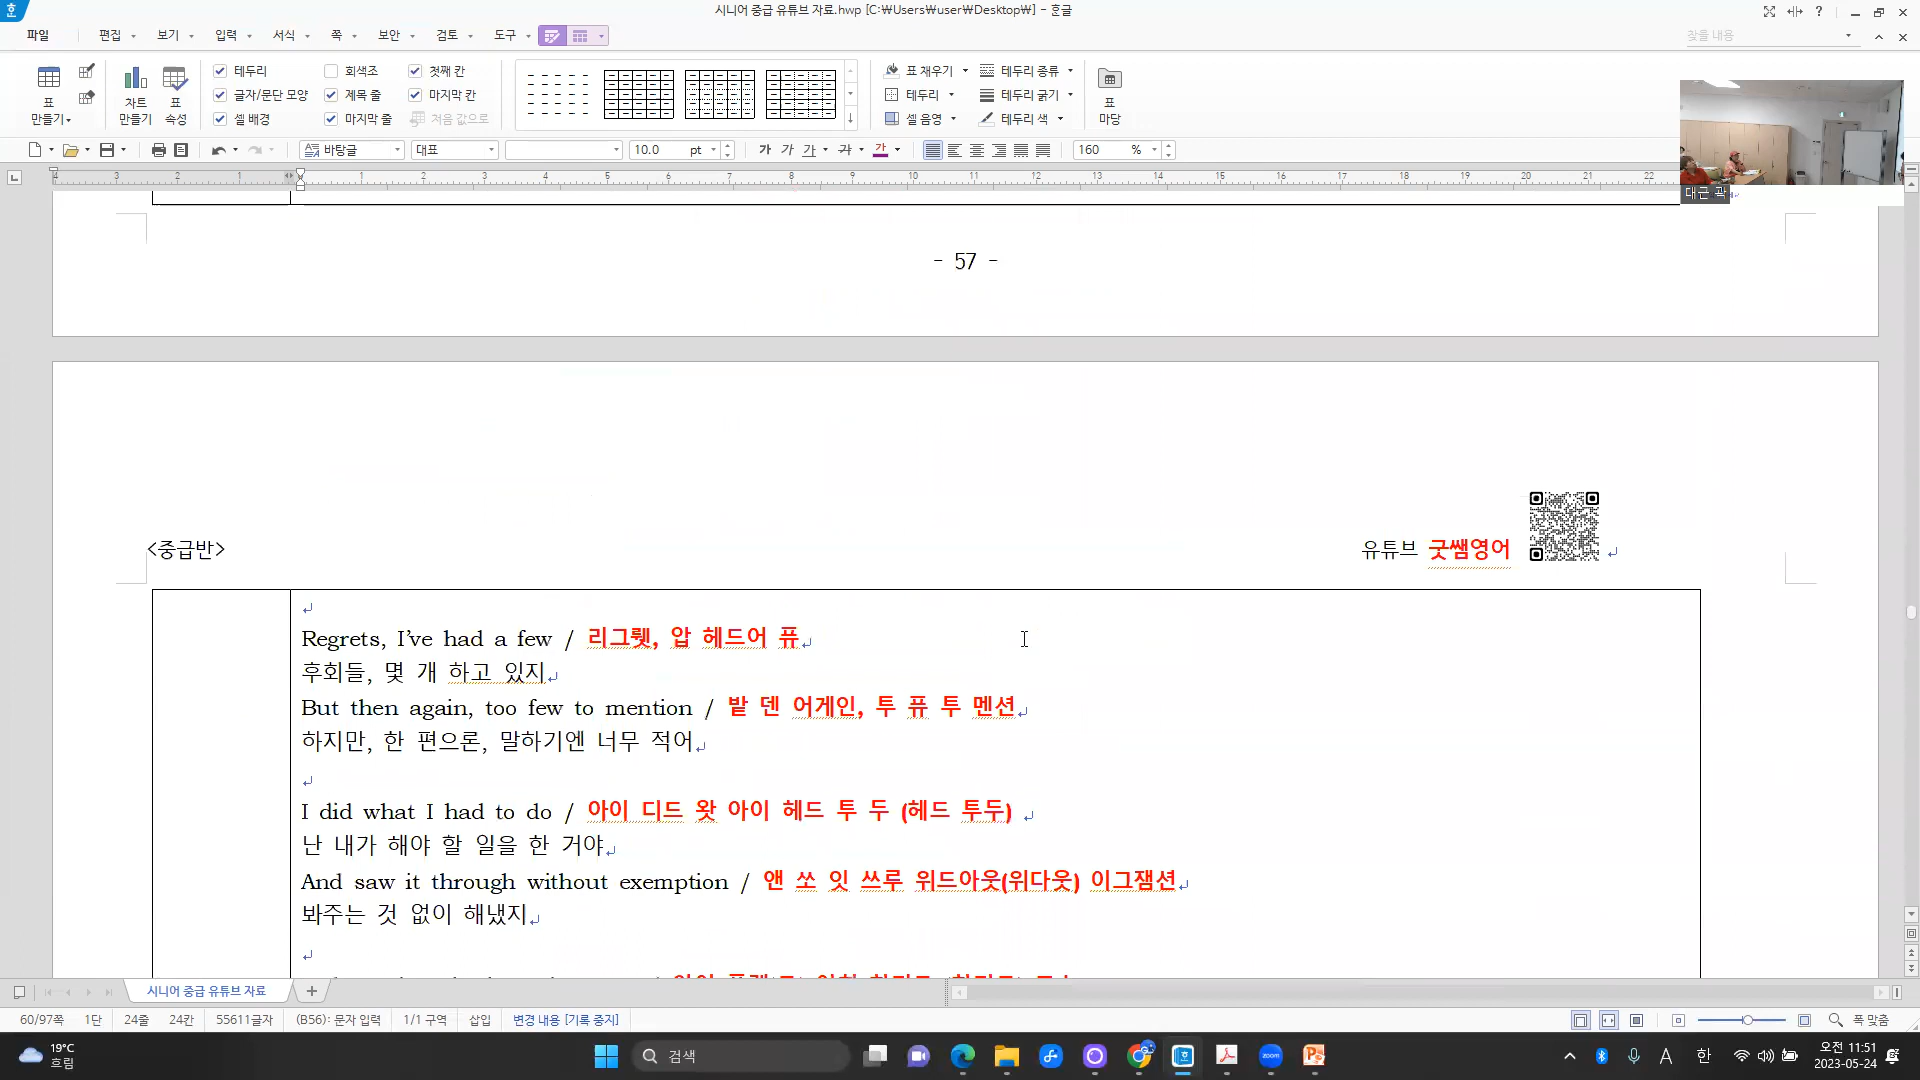 시니어 중급 유튜브 자료.hwp [C:\Users\user\Desktop\] - 한글
파일 편집 보기 입력 서식 쪽 보안 검토 도구 찾을 내용
테두리 회색조 첫째 칸 표 채우기 테두리 종류
표 만들기 차트 만들기 표 속성 글자/문단 모양 제목 줄 마지막 칸 테두리 테두리 굵기 표 마당
셀 배경 마지막 줄 처음 값으로 셀 음영 테두리 색
바탕글 대표 10.0 pt 가 가 가 가 가 160 %
대근 곽
- 57 -
<중급반> 유튜브 굿쌤영어
Regrets, I've had a few / 리그뤳, 압 헤드어 퓨
후회들, 몇 개 하고 있지
But then again, too few to mention / 밭 덴 어게인, 투 퓨 투 멘션
하지만, 한 편으론, 말하기엔 너무 적어
I did what I had to do / 아이 디드 왓 아이 헤드 투 두 (헤드 투두)
난 내가 해야 할 일을 한 거야
And saw it through without exemption / 앤 쏘 잇 쓰루 위드아웃(위다웃) 이그잼션
봐주는 것 없이 해냈지
시니어 중급 유튜브 자료
60/97쪽 1단 24줄 24칸 55611글자 (B56): 문자 입력 1/1 구역 삽입 변경 내용 [기록 중지] 폭 맞춤
19°C
흐림
검색
zoom
A 한
오전 11:51
2023-05-24